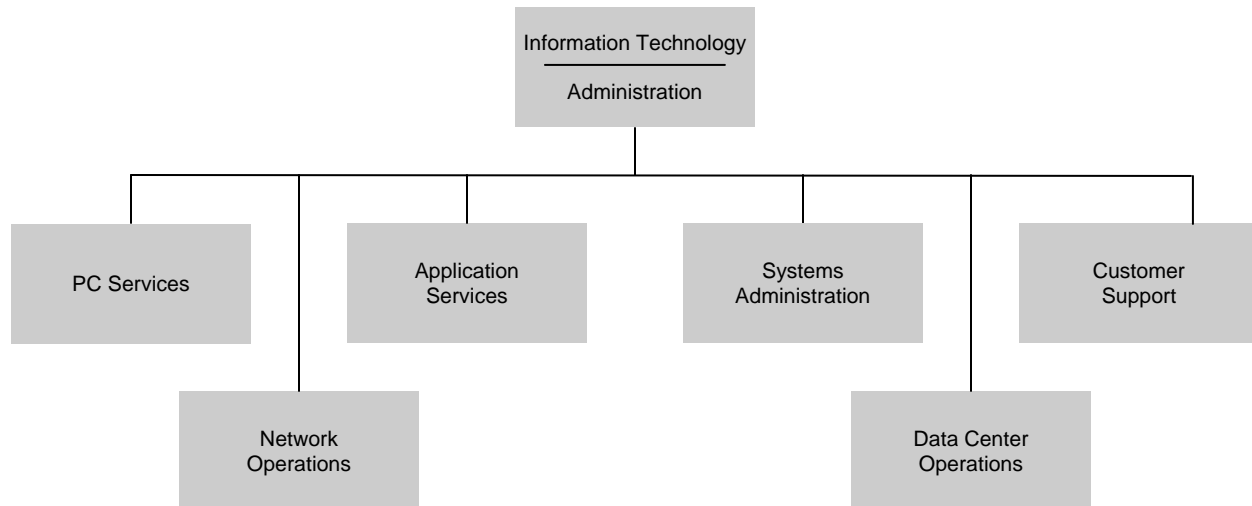 Information Technology
Administration
PC Services
Application
Services
Systems
Administration
Customer
Support
Network
Operations
Data Center
Operations